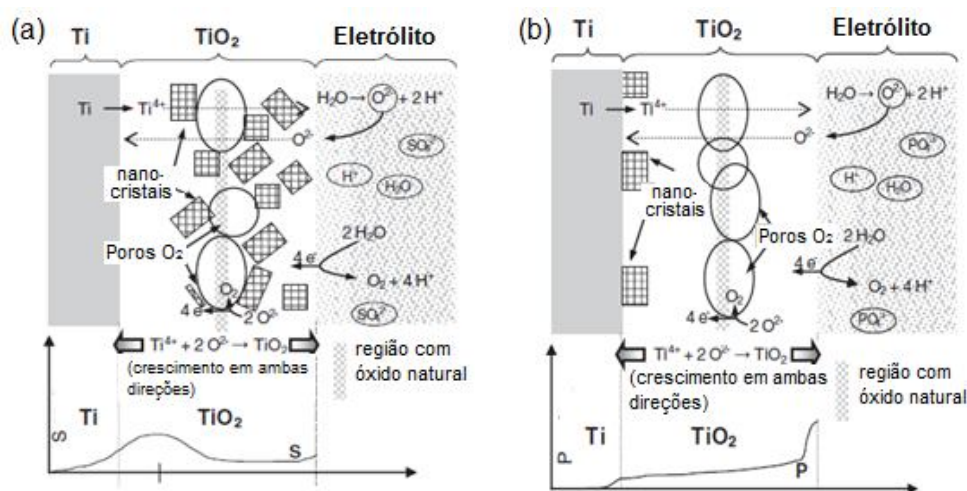 (a)
Ti
TiO₂
Eletrólito
Ti
Ti⁴⁺
H₂O → O²⁻ + 2 H⁺
O²⁻
SO₄²⁻
H⁺
H₂O
nano-
cristais
Poros O₂
2 H₂O
4 e⁻
O₂ + 4 H⁺
O₂
4 e⁻
2 O²⁻
SO₄²⁻
Ti⁴⁺ + 2 O²⁻ → TiO₂
(crescimento em ambas
direções)
região com
óxido natural
S
Ti
TiO₂
S
(b)
Ti
TiO₂
Eletrólito
Ti
Ti⁴⁺
H₂O → O²⁻ + 2 H⁺
O²⁻
PO₄³⁻
H⁺
H₂O
nano-
cristais
Poros O₂
2 H₂O
4 e⁻
O₂ + 4 H⁺
O₂
4 e⁻
2 O²⁻
PO₄³⁻
Ti⁴⁺ + 2 O²⁻ → TiO₂
(crescimento em ambas
direções)
região com
óxido natural
P
Ti
TiO₂
P